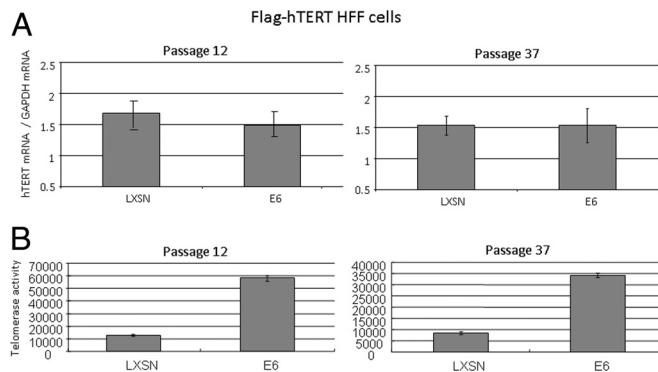 Flag-hTERT HFF cells
A
Passage 12
hTERT mRNA / GAPDH mRNA
2.5
2
1.5
1
0.5
LXSN E6
Passage 37
2.5
2
1.5
1
0.5
LXSN E6
B
Passage 12
Telomerase activity
70000
60000
50000
40000
30000
20000
10000
0
LXSN E6
Passage 37
40000
35000
30000
25000
20000
15000
10000
5000
0
LXSN E6